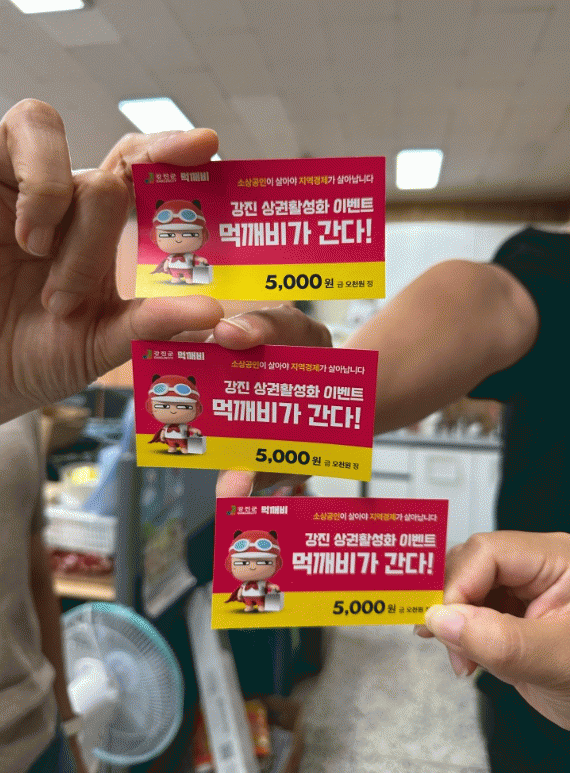 강진군 먹깨비
소상공인이 살아야 지역경제가 살아납니다
강진 상권활성화 이벤트
먹깨비가 간다!
5,000원 금 오천원 정
강진군 먹깨비
소상공인이 살아야 지역경제가 살아납니다
강진 상권활성화 이벤트
먹깨비가 간다!
5,000원 금 오천원 정
강진군 먹깨비
소상공인이 살아야 지역경제가 살아납니다
강진 상권활성화 이벤트
먹깨비가 간다!
5,000원 금 오천원 정